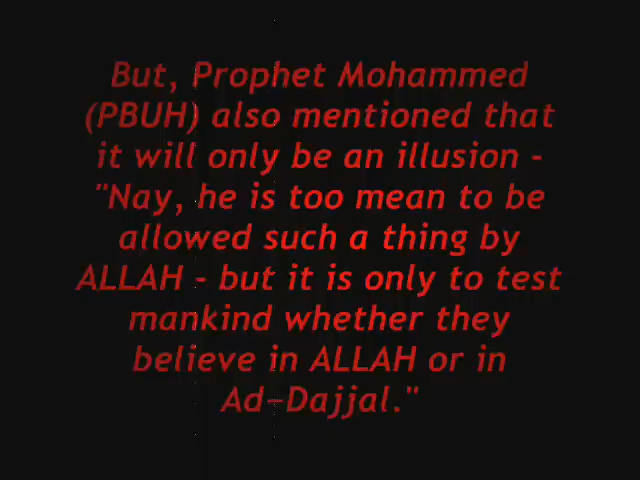 But, Prophet Mohammed
(PBUH) also mentioned that
it will only be an illusion -
"Nay, he is too mean to be
allowed such a thing by
ALLAH - but it is only to test
mankind whether they
believe in ALLAH or in
Ad–Dajjal."